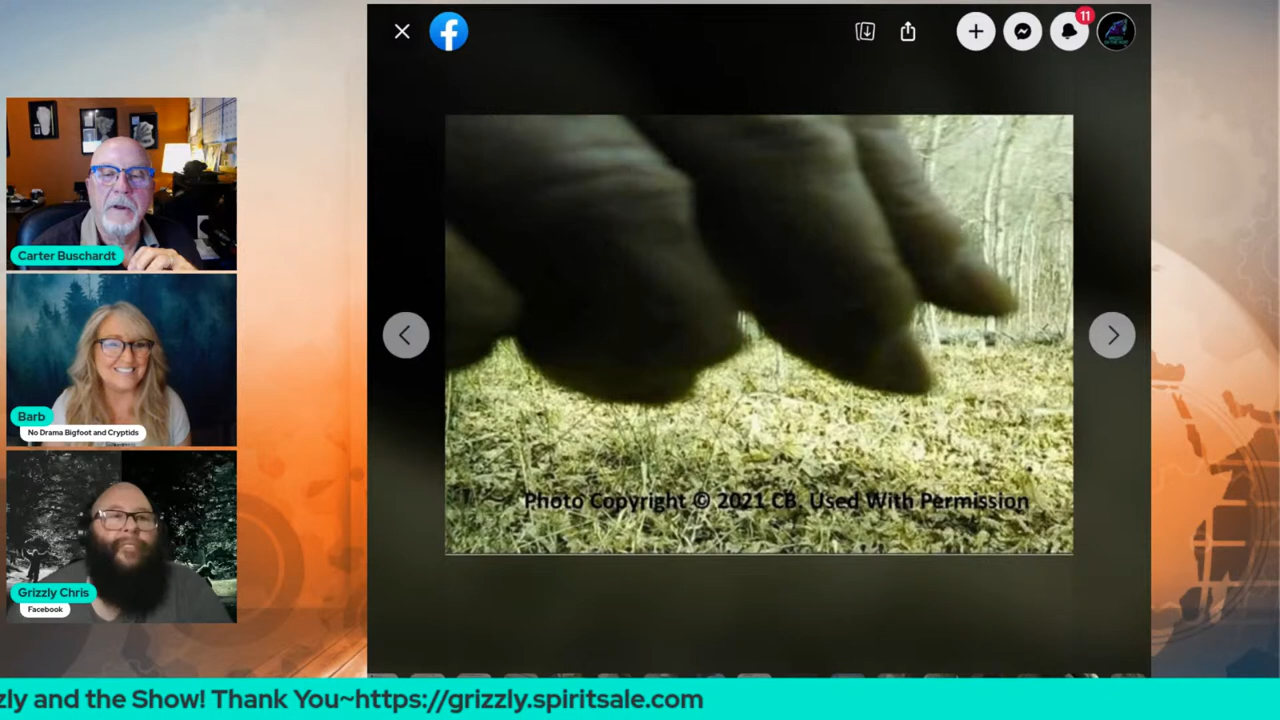 11
Carter Buschardt
Barb
No Drama Bigfoot and Cryptids
Grizzly Chris
Facebook
Photo Copyright © 2021 CB. Used With Permission
zly and the Show! Thank You~https://grizzly.spiritsale.com